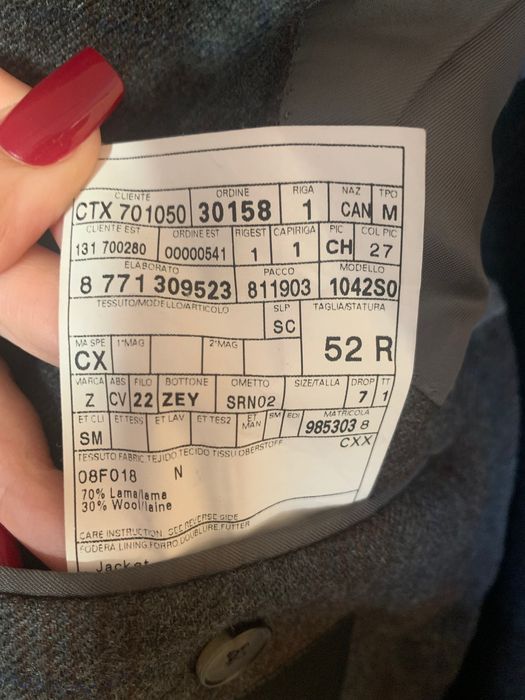 CLIENTE ORDINE RIGA NAZ TPO
CTX 701050 30158 1 CAN M
CLIENTE EST ORDINE EST RIGEST CAPIRIGA PIC COL PIC
131 700280 00000541 1 1 CH 27
ELABORATO PACCO MODELLO
8 771 309523 811903 1042S0
TESSUTO/MODELLO/ARTICOLO SLP TAGLIA/STATURA
SC
52 R
MA SPE 1°MAG 2°MAG
CX
MARCA ABS FILO BOTTONE OMETTO SIZE/TALLA DROP TT
Z CV 22 ZEY SRN02 7 1
ET CLI ET TESS ET LAV ET TES2 ET MAN SM EDI MATRICOLA
SM 985303 8
CXX
TESSUTO FABRIC TEJIDO TECIDO TISSU OBERSTOFF
08F018 N
70% Lama/lama
30% Wool/laine
CARE INSTRUCTION SEE REVERSE SIDE
FODERA LINING FORRO DOUBLURE FUTTER
Jacket